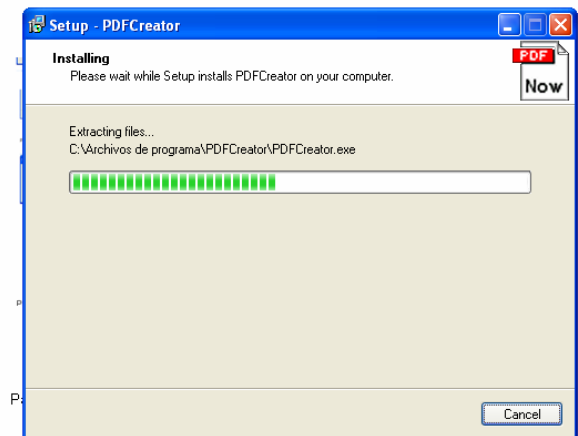 Setup - PDFCreator
Installing
Please wait while Setup installs PDFCreator on your computer.
PDF
Now
Extracting files...
C:\Archivos de programa\PDFCreator\PDFCreator.exe
Cancel